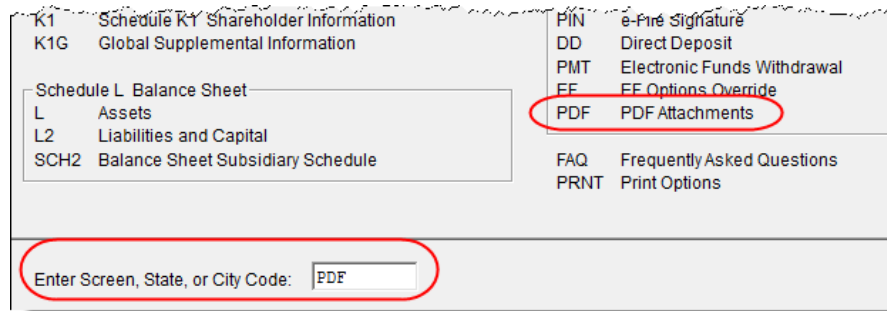 K1 Schedule K1 Shareholder Information
K1G Global Supplemental Information
Schedule L Balance Sheet
L Assets
L2 Liabilities and Capital
SCH2 Balance Sheet Subsidiary Schedule
PIN e-File Signature
DD Direct Deposit
PMT Electronic Funds Withdrawal
EF EF Options Override
PDF PDF Attachments
FAQ Frequently Asked Questions
PRNT Print Options
Enter Screen, State, or City Code: PDF